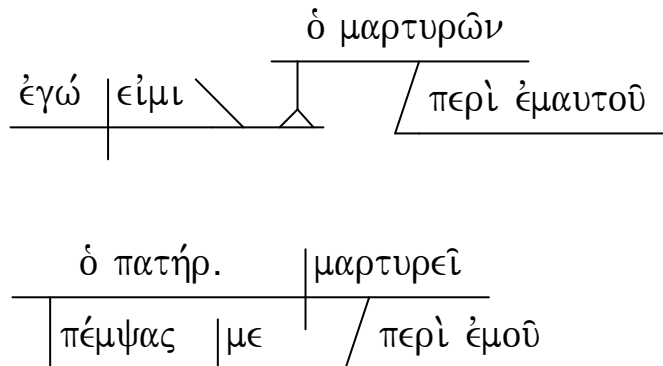 ὁ μαρτυρῶν
ἐγώ εἰμι
περὶ ἐμαυτοῦ
ὁ πατήρ. μαρτυρεῖ
πέμψας με περὶ ἐμοῦ